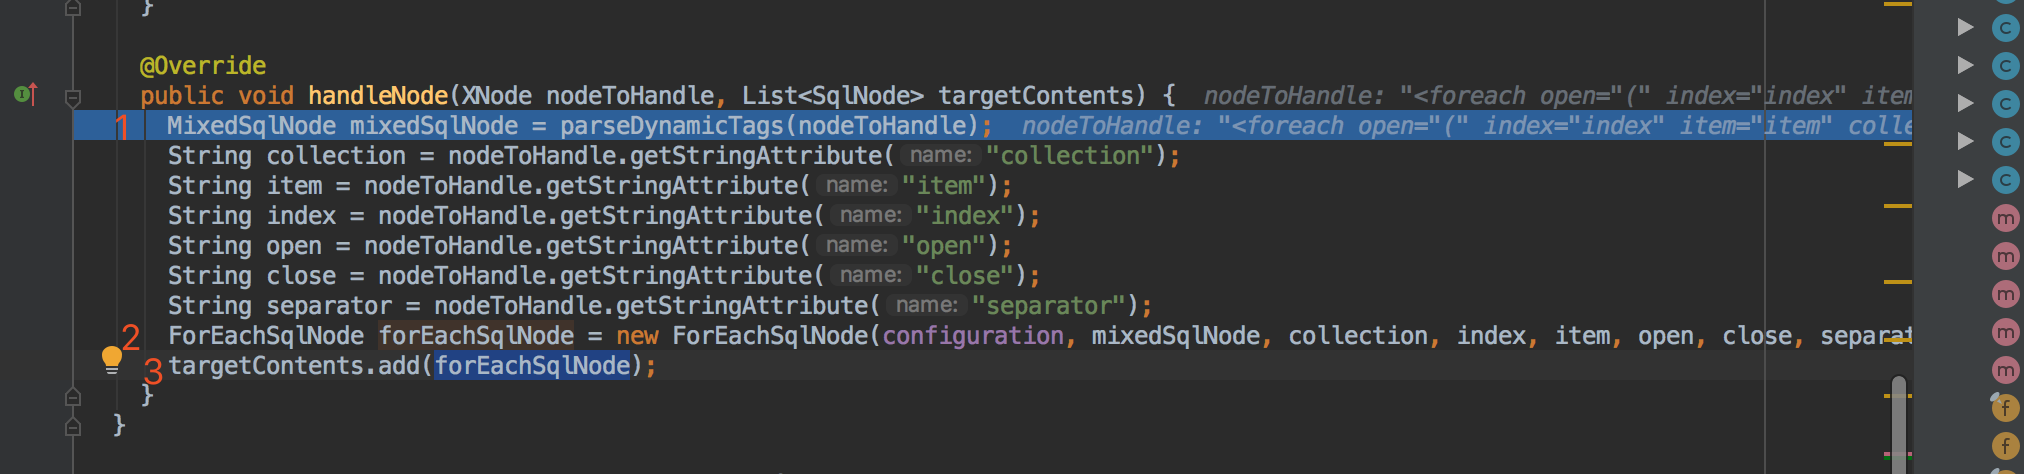 }
@Override
public void handleNode(XNode nodeToHandle, List<SqlNode> targetContents) { nodeToHandle: "<foreach open="(" index="index" item
1 MixedSqlNode mixedSqlNode = parseDynamicTags(nodeToHandle); nodeToHandle: "<foreach open="(" index="index" item="item" colle
String collection = nodeToHandle.getStringAttribute( name: "collection");
String item = nodeToHandle.getStringAttribute( name: "item");
String index = nodeToHandle.getStringAttribute( name: "index");
String open = nodeToHandle.getStringAttribute( name: "open");
String close = nodeToHandle.getStringAttribute( name: "close");
String separator = nodeToHandle.getStringAttribute( name: "separator");
2 ForEachSqlNode forEachSqlNode = new ForEachSqlNode(configuration, mixedSqlNode, collection, index, item, open, close, separat
3 targetContents.add(forEachSqlNode);
}
}
I
C
C
C
C
C
m
m
m
m
m
f
f